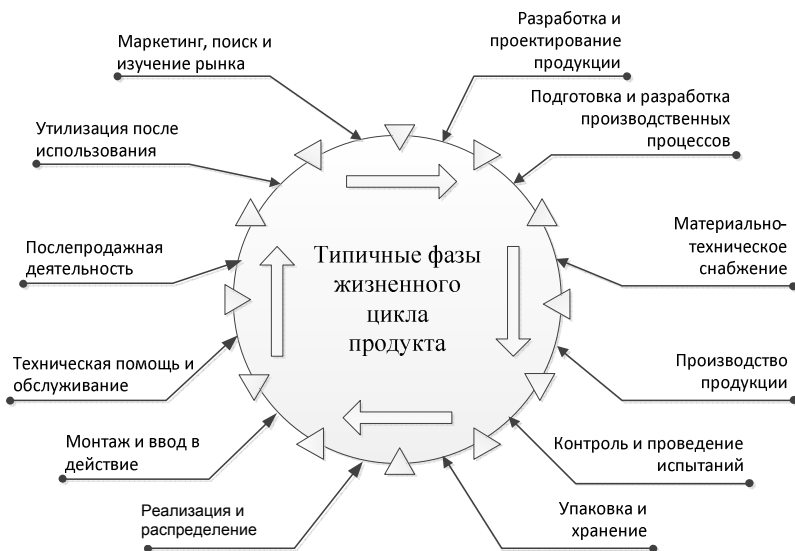 Маркетинг, поиск и
изучение рынка
Разработка и
проектирование
продукции
Подготовка и разработка
производственных
процессов
Материально-
техническое
снабжение
Производство
продукции
Контроль и проведение
испытаний
Упаковка и
хранение
Реализация и
распределение
Монтаж и ввод в
действие
Техническая помощь и
обслуживание
Послепродажная
деятельность
Утилизация после
использования
Типичные фазы
жизненного
цикла
продукта